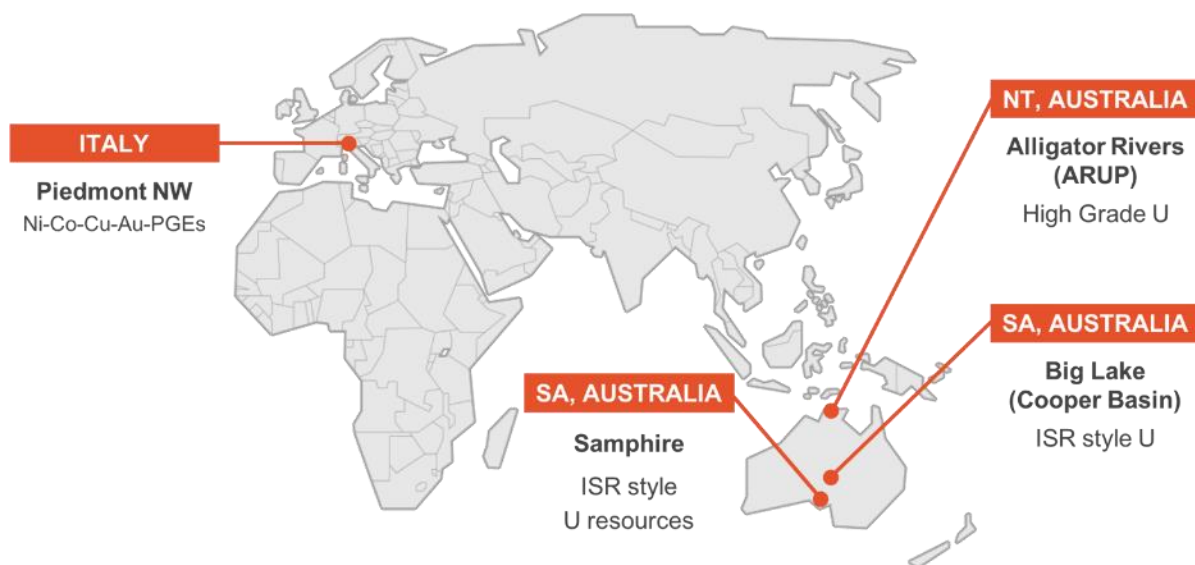 ITALY
Piedmont NW
Ni-Co-Cu-Au-PGEs
NT, AUSTRALIA
Alligator Rivers
(ARUP)
High Grade U
SA, AUSTRALIA
Big Lake
(Cooper Basin)
ISR style U
SA, AUSTRALIA
Samphire
ISR style
U resources